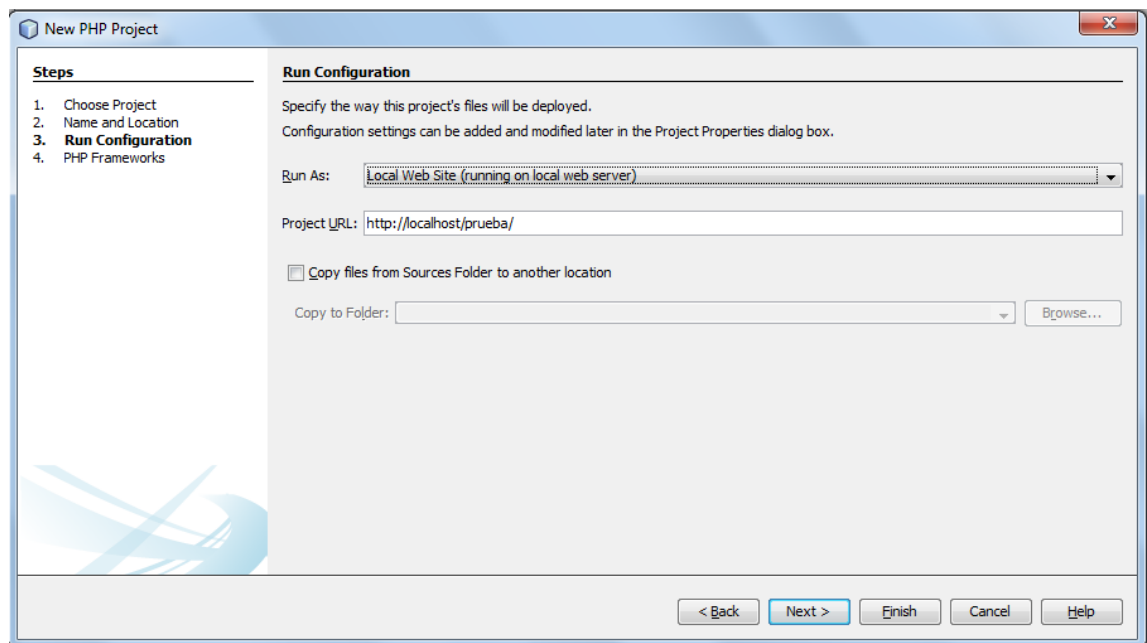 New PHP Project
Steps
1. Choose Project
2. Name and Location
3. Run Configuration
4. PHP Frameworks
Run Configuration
Specify the way this project's files will be deployed.
Configuration settings can be added and modified later in the Project Properties dialog box.
Run As: Local Web Site (running on local web server)
Project URL: http://localhost/prueba/
Copy files from Sources Folder to another location
Copy to Folder: Browse...
< Back Next > Finish Cancel Help